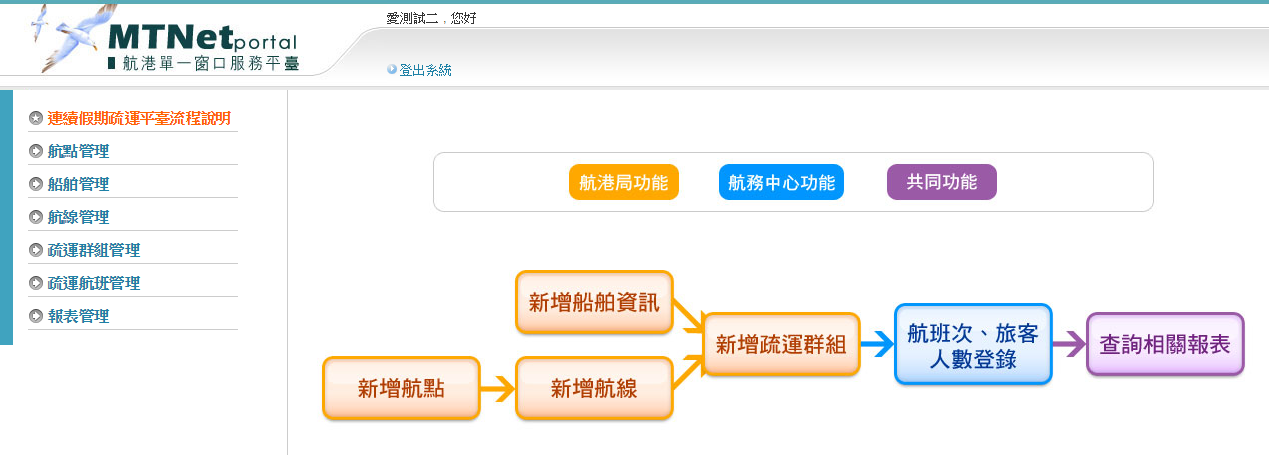 愛測試二，您好
MTNetportal
航港單一窗口服務平臺
登出系統
連續假期疏運平臺流程說明
航點管理
船舶管理
航線管理
疏運群組管理
疏運航班管理
報表管理
航港局功能
航務中心功能
共同功能
新增船舶資訊
新增疏運群組
航班次、旅客
人數登錄
查詢相關報表
新增航點
新增航線